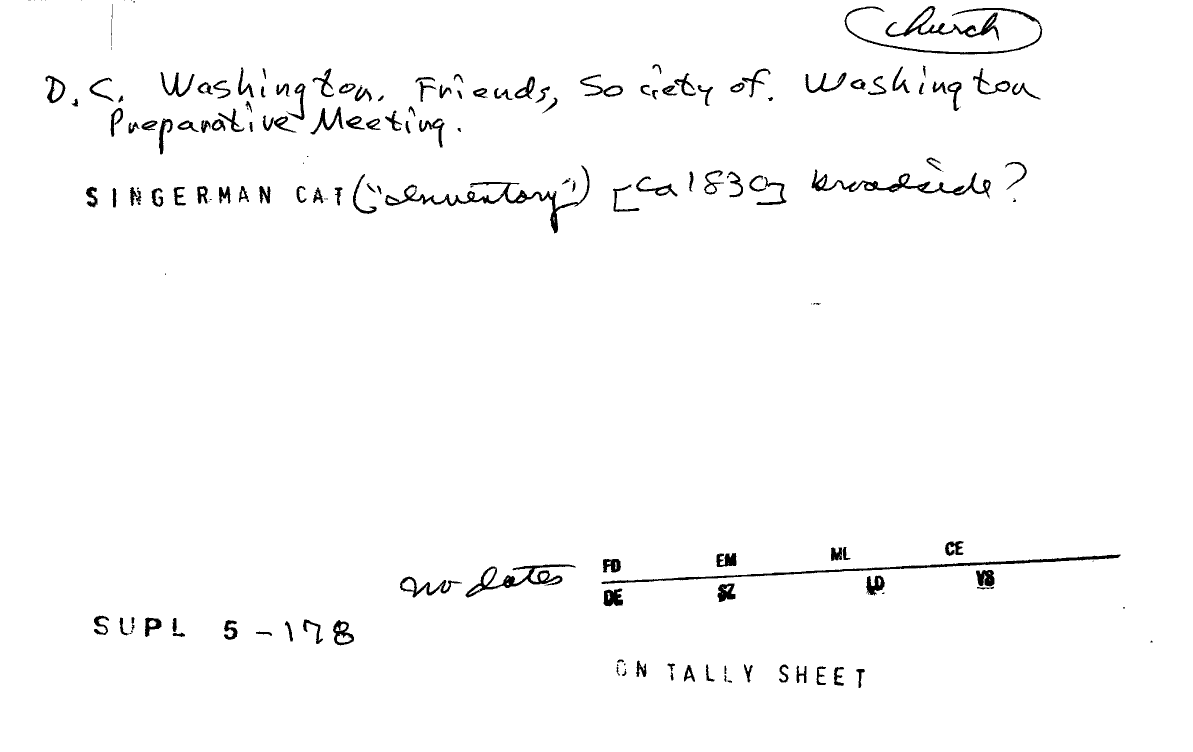 Church
D.C. Washington. Friends, Society of. Washington
Preparative Meeting.
SINGERMAN CAT ("Inventory") [ca 1830] broadside?
FD EM ML CE
no dates
DE SZ LD VS
SUPL 5-178
ON TALLY SHEET